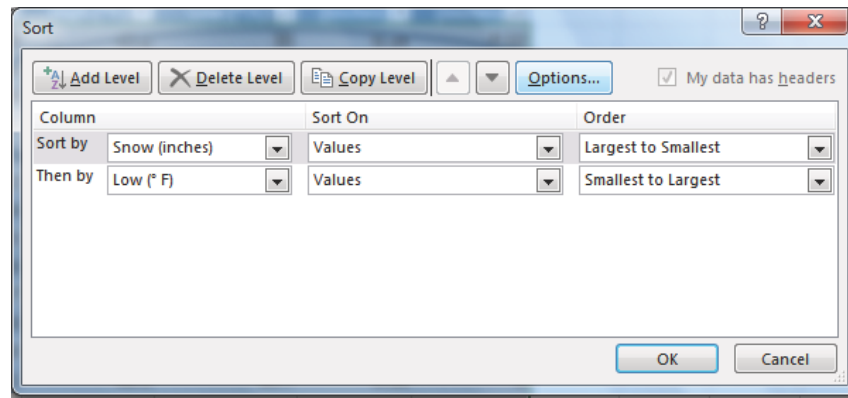 Sort
Add Level Delete Level Copy Level Options... My data has headers
Column Sort On Order
Sort by Snow (inches) Values Largest to Smallest
Then by Low (° F) Values Smallest to Largest
OK Cancel